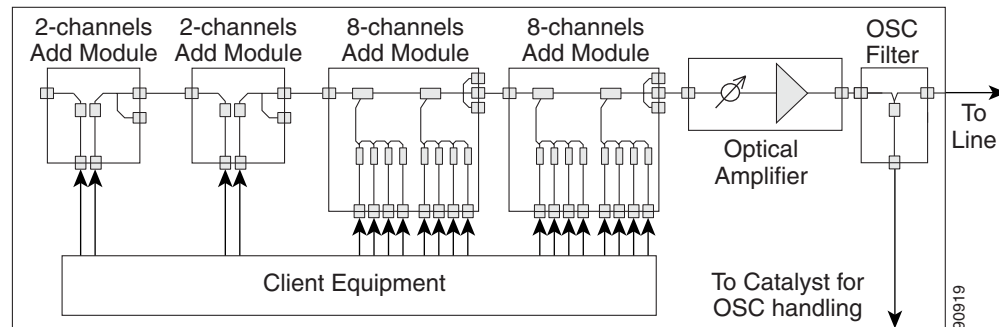 2-channels
Add Module
2-channels
Add Module
8-channels
Add Module
8-channels
Add Module
OSC
Filter
To
Line
Optical
Amplifier
Client Equipment
To Catalyst for
OSC handling
90919